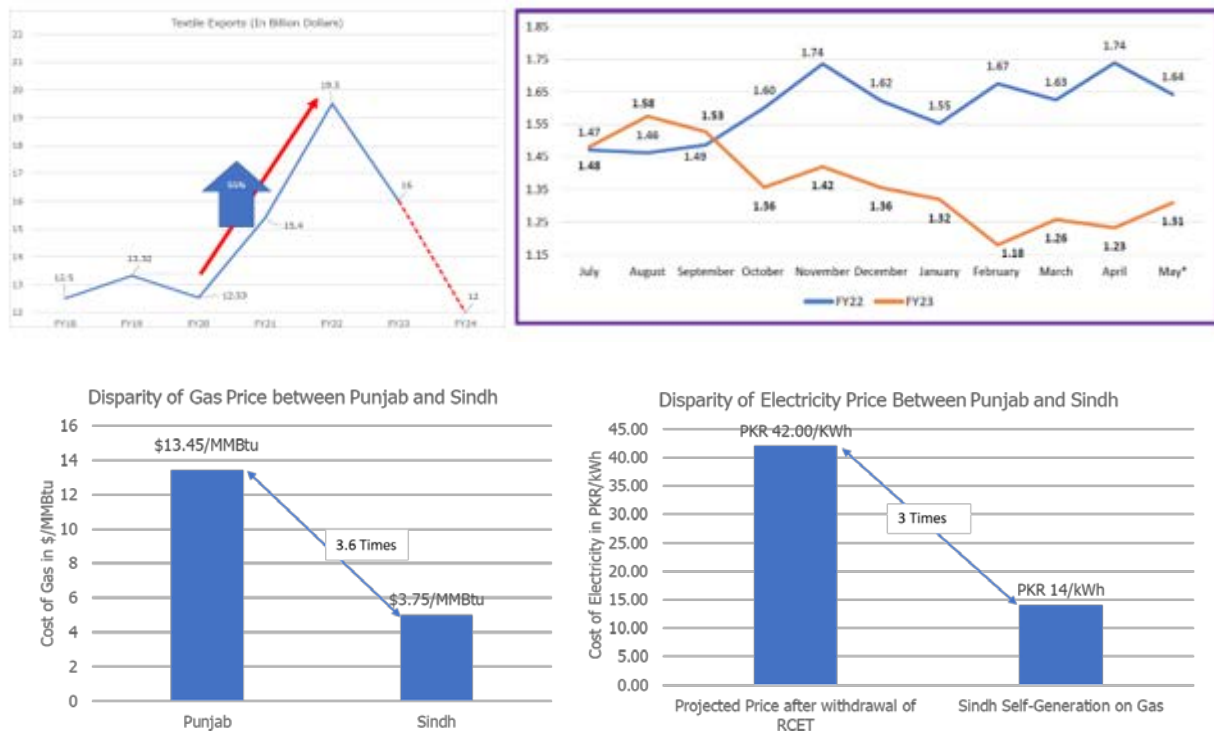 Textile Exports (In Billion Dollars)
22
21
20
19
18
17
16
15
14
13
12
12.5
13.32
12.53
15.4
19.5
16
12
55%
FY18 FY19 FY20 FY21 FY22 FY23 FY24
1.85
1.75
1.65
1.55
1.45
1.35
1.25
1.15
1.47 1.46 1.49 1.60 1.74 1.62 1.55 1.67 1.63 1.74 1.64
1.48 1.58 1.53 1.36 1.42 1.36 1.32 1.18 1.26 1.23 1.31
July August September October November December January February March April May*
FY22 FY23
Disparity of Gas Price between Punjab and Sindh
Cost of Gas in $/MMBtu
16
14
12
10
8
6
4
2
0
$13.45/MMBtu
3.6 Times
$3.75/MMBtu
Punjab Sindh
Disparity of Electricity Price Between Punjab and Sindh
Cost of Electricity in PKR/kWh
45.00
40.00
35.00
30.00
25.00
20.00
15.00
10.00
5.00
0.00
PKR 42.00/KWh
3 Times
PKR 14/kWh
Projected Price after withdrawal of
RCET
Sindh Self-Generation on Gas